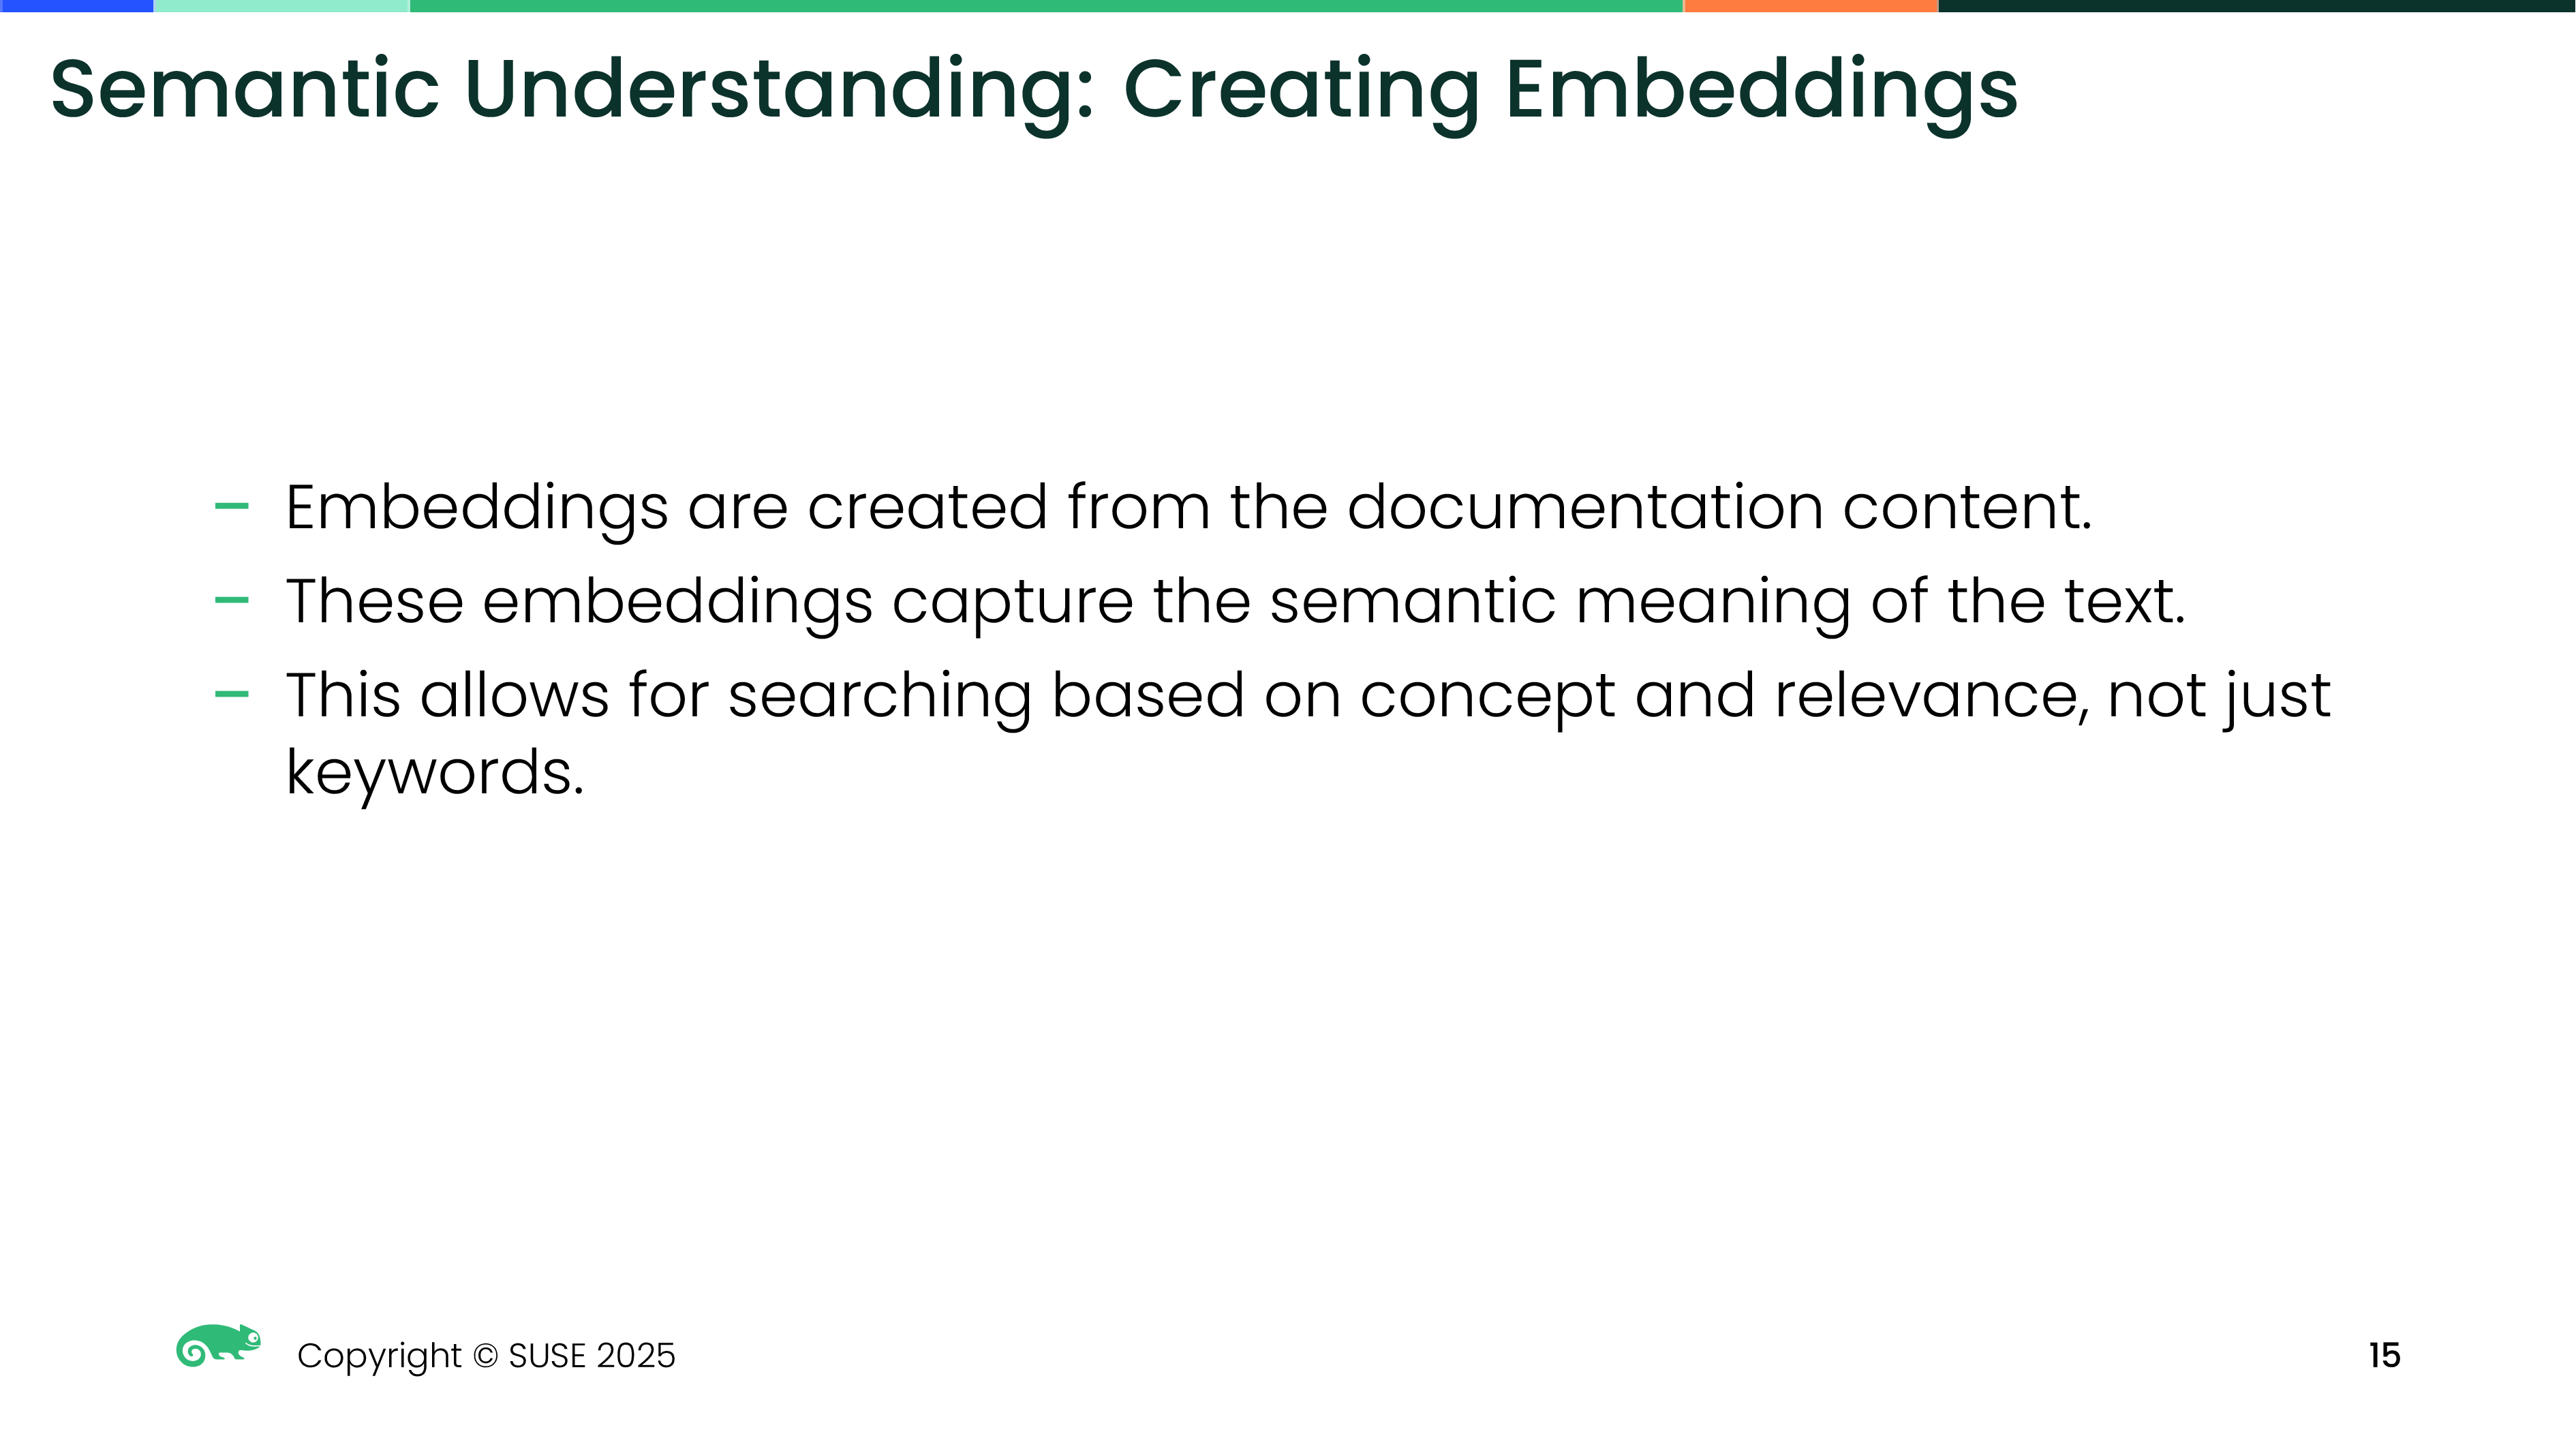 Semantic Understanding: Creating Embeddings
– Embeddings are created from the documentation content.
– These embeddings capture the semantic meaning of the text.
– This allows for searching based on concept and relevance, not just
keywords.
Copyright © SUSE 2025
15